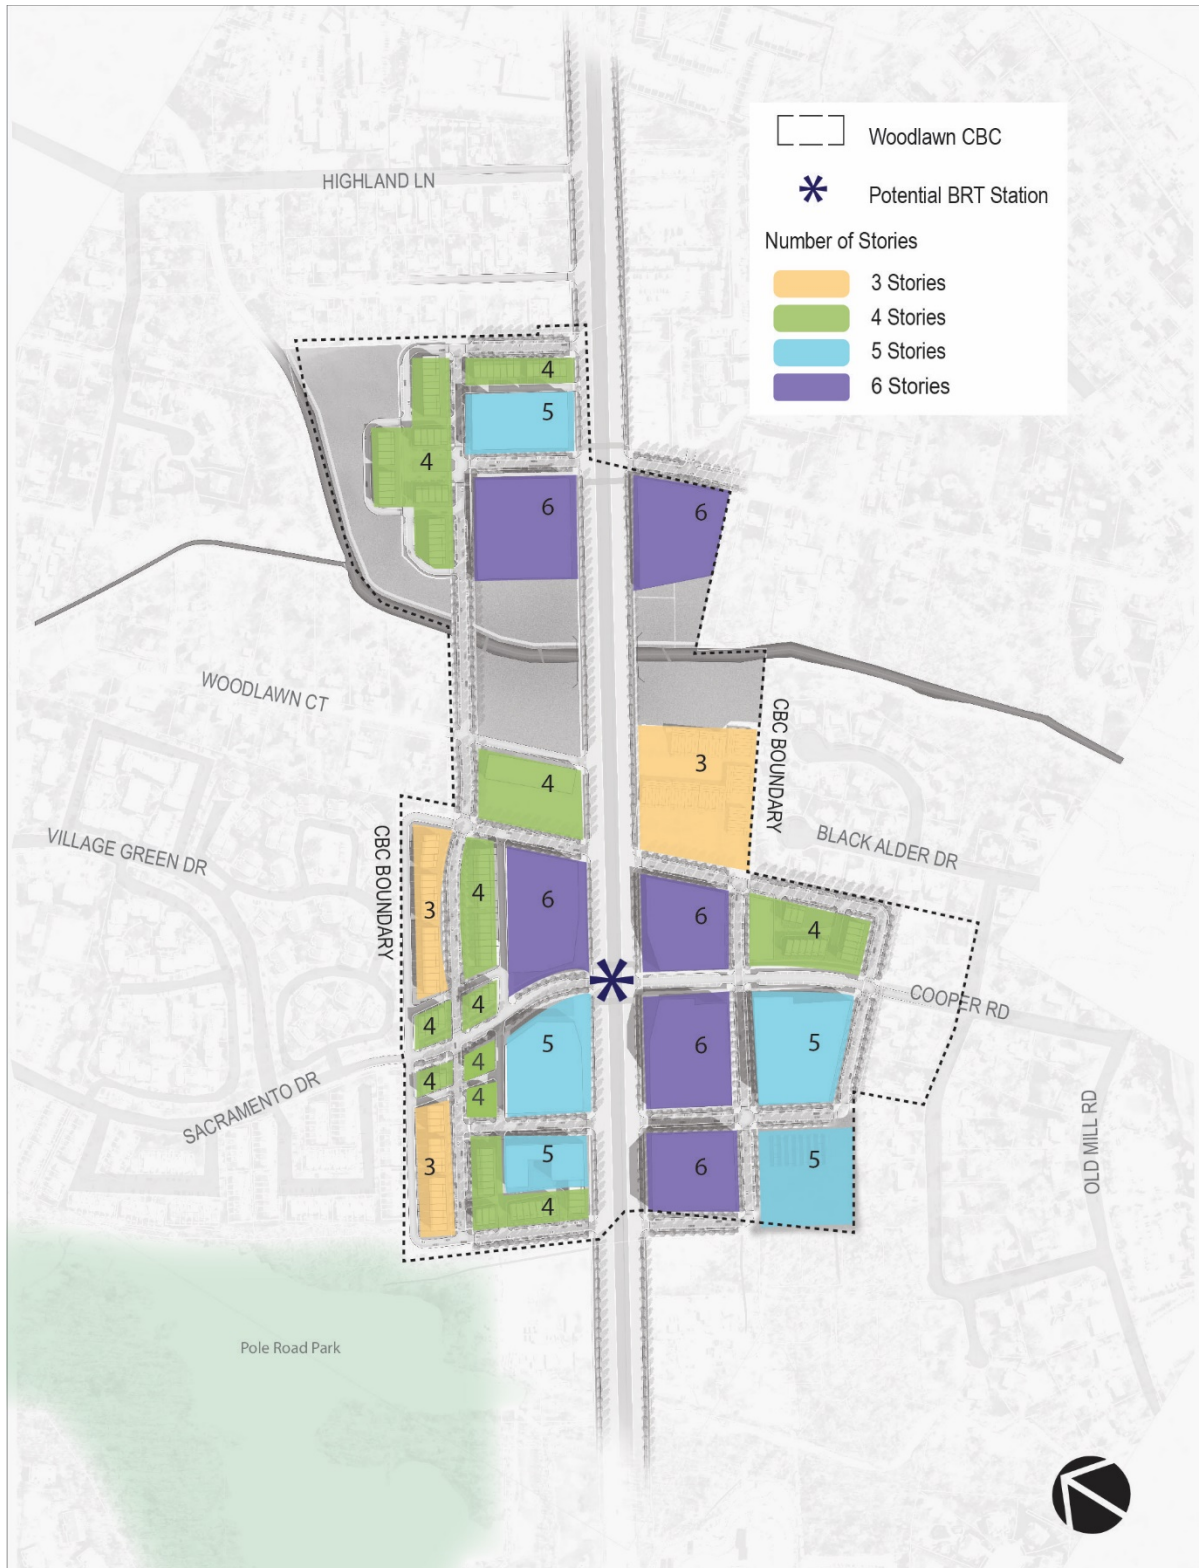 Woodlawn CBC
Potential BRT Station
HIGHLAND LN
Number of Stories
3 Stories
4 Stories
5 Stories
6 Stories
4
5
4
6
6
WOODLAWN CT
CBC BOUNDARY
3
4
VILLAGE GREEN DR
CBC BOUNDARY
BLACK ALDER DR
4
6
3
6
4
COOPER RD
4
4
5
6
5
4
4
4
SACRAMENTO DR
OLD MILL RD
5
3
6
5
4
Pole Road Park